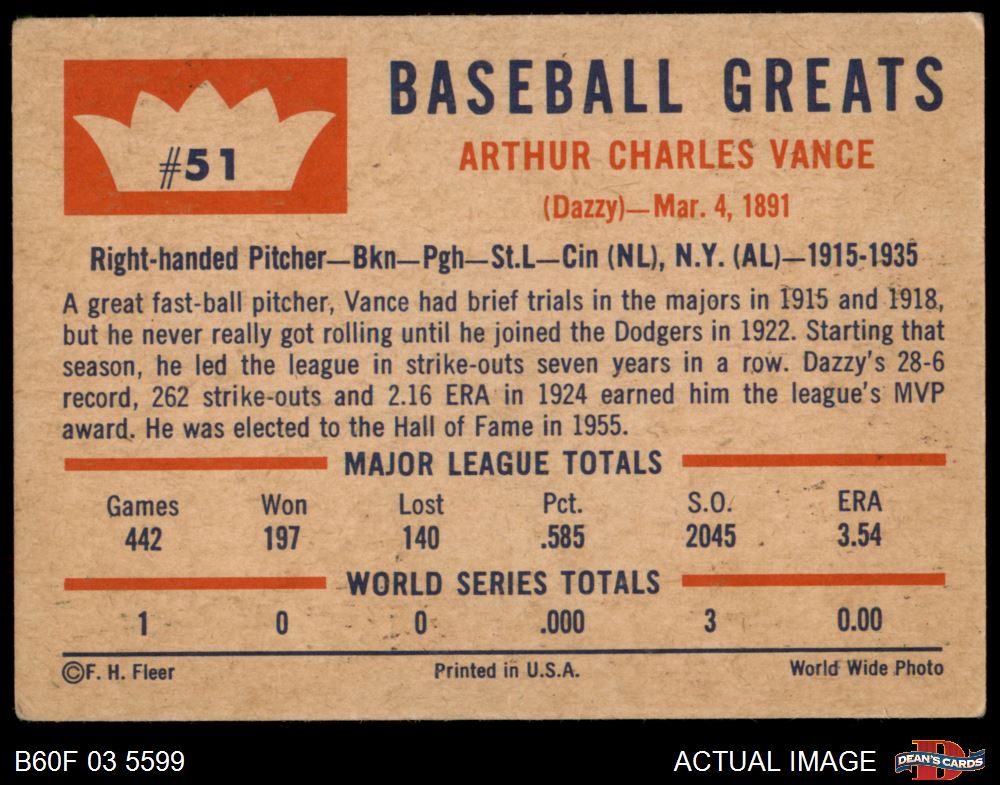 #51
BASEBALL GREATS
ARTHUR CHARLES VANCE
(Dazzy)—Mar. 4, 1891
Right-handed Pitcher—Bkn—Pgh—St.L—Cin (NL), N.Y. (AL)—1915-1935
A great fast-ball pitcher, Vance had brief trials in the majors in 1915 and 1918,
but he never really got rolling until he joined the Dodgers in 1922. Starting that
season, he led the league in strike-outs seven years in a row. Dazzy's 28-6
record, 262 strike-outs and 2.16 ERA in 1924 earned him the league's MVP
award. He was elected to the Hall of Fame in 1955.
MAJOR LEAGUE TOTALS
Games Won Lost Pct. S.O. ERA
442 197 140 .585 2045 3.54
WORLD SERIES TOTALS
1 0 0 .000 3 0.00
©F. H. Fleer Printed in U.S.A. World Wide Photo
B60F 03 5599 ACTUAL IMAGE D DEAN'S CARDS